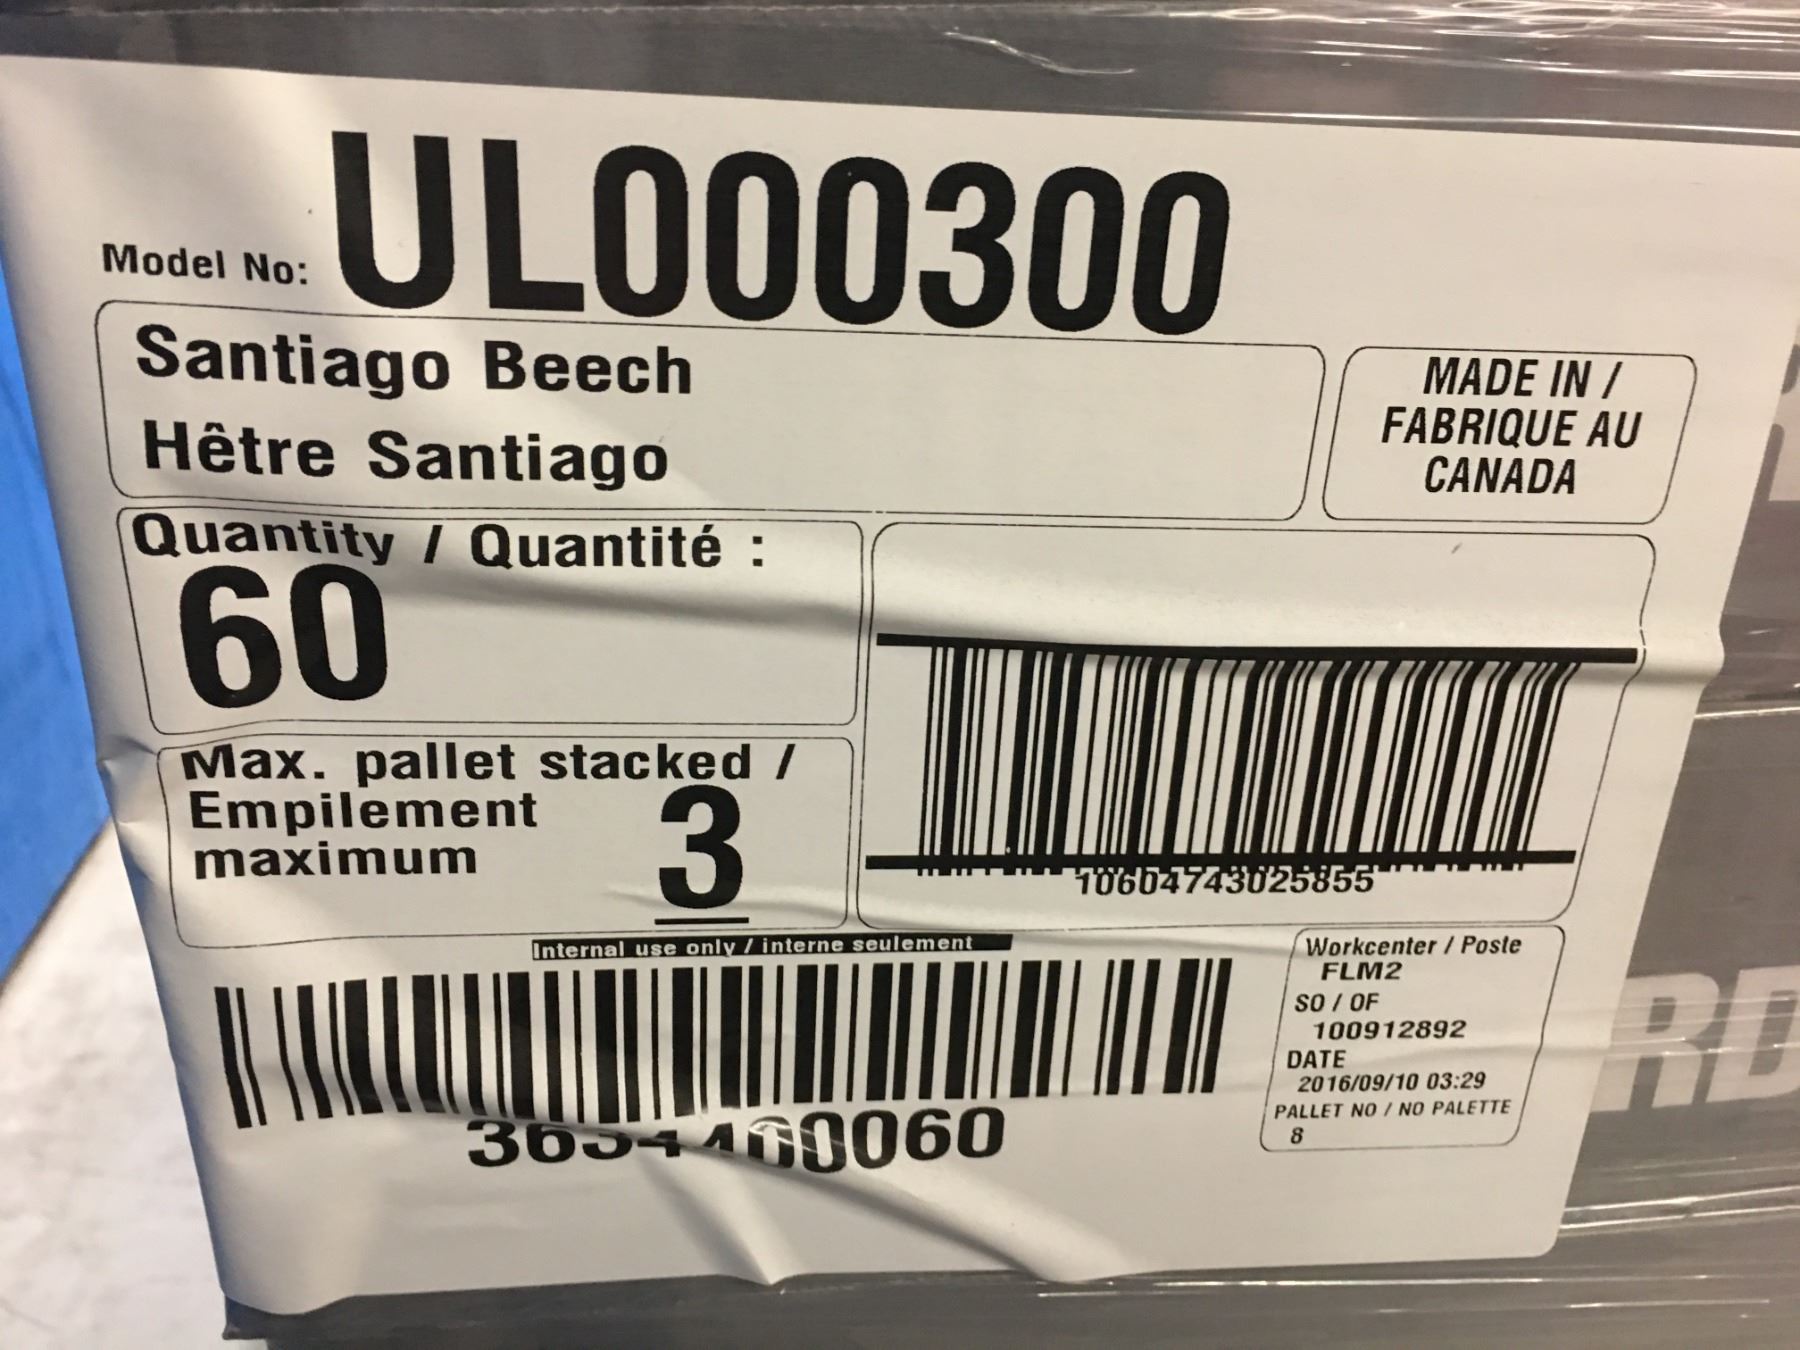 Model No: UL000300
Santiago Beech
Hêtre Santiago
MADE IN /
FABRIQUE AU
CANADA
Quantity / Quantité :
60
Max. pallet stacked /
Empilement
maximum
3
10604743025855
Internal use only / interne seulement
Workcenter / Poste
FLM2
SO / OF
100912892
DATE
2016/09/10 03:29
PALLET NO / NO PALETTE
8
RD